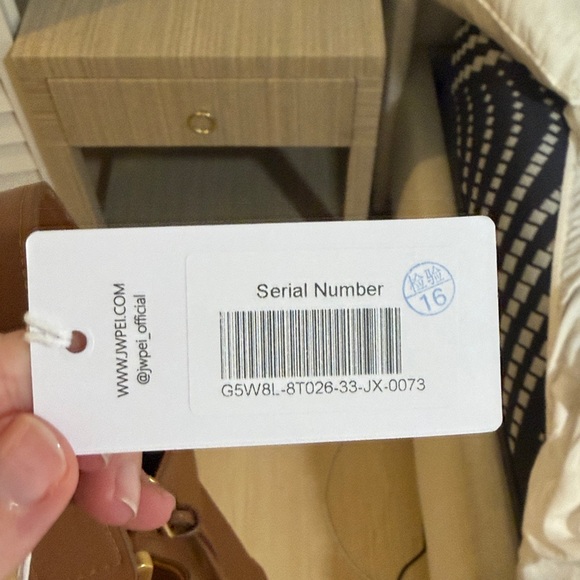 WWW.JWPEI.COM
@jwpei_official
Serial Number
检验
16
G5W8L-8T026-33-JX-0073